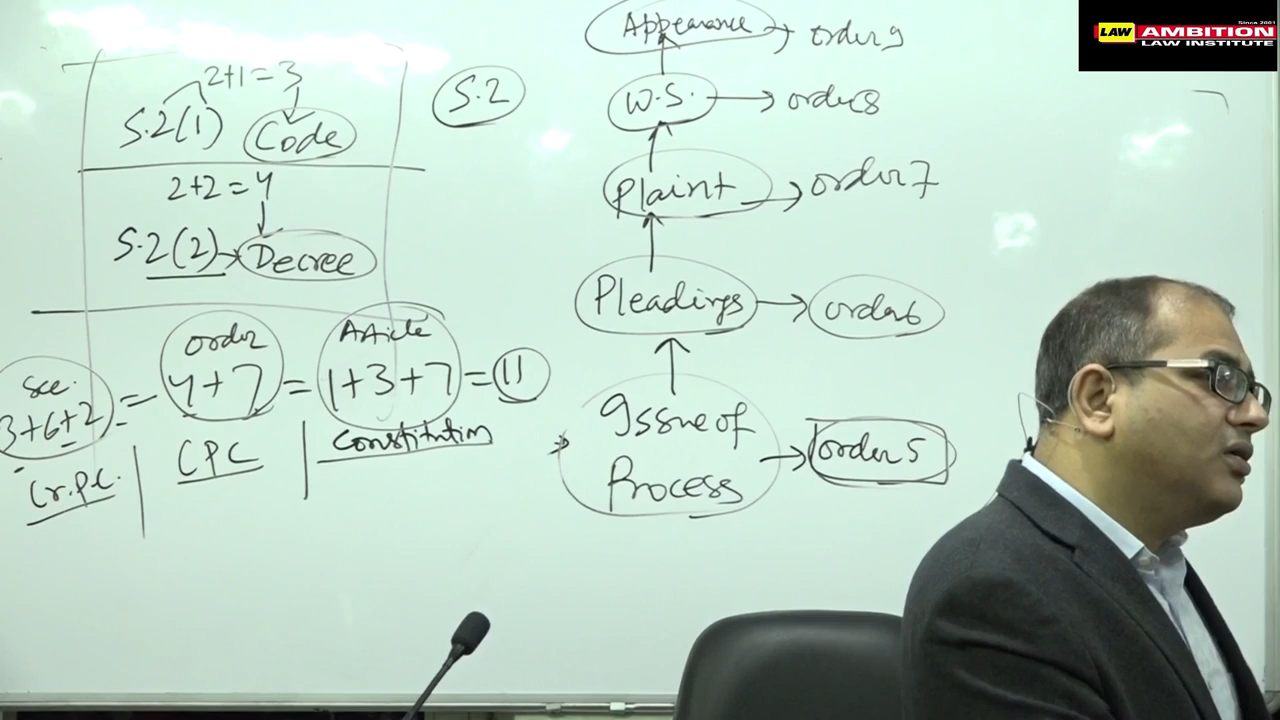 2+1=3
S.2(1) Code
2+2=4
S.2(2)→Decree
Sec. Order Article
3+6+2 = 4+7 = 1+3+7 = 11
Cr.P.C. | CPC | Constitution
S.2
Appearance → order 9
W.S. → order 8
Plaint → order 7
Pleadings → order 6
Issue of
Process → order 5
Since 2001
LAW AMBITION
LAW INSTITUTE